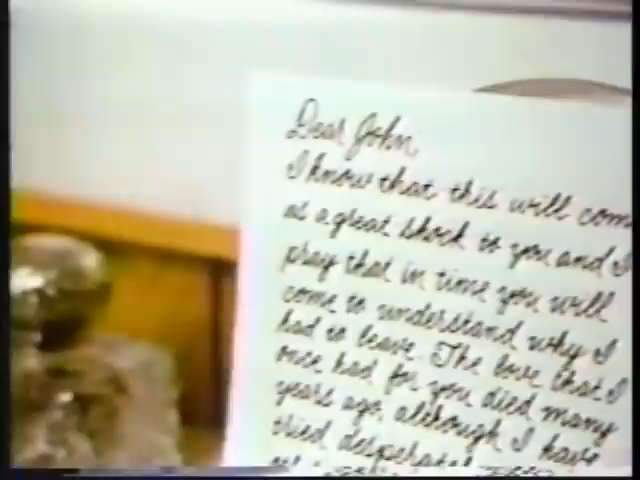 Dear John,
I know that this will com
as a great shock to you and I
pray that in time you will
come to understand why I
had to leave. The love that I
once had for you died many
years ago, although I have
tried desperatel